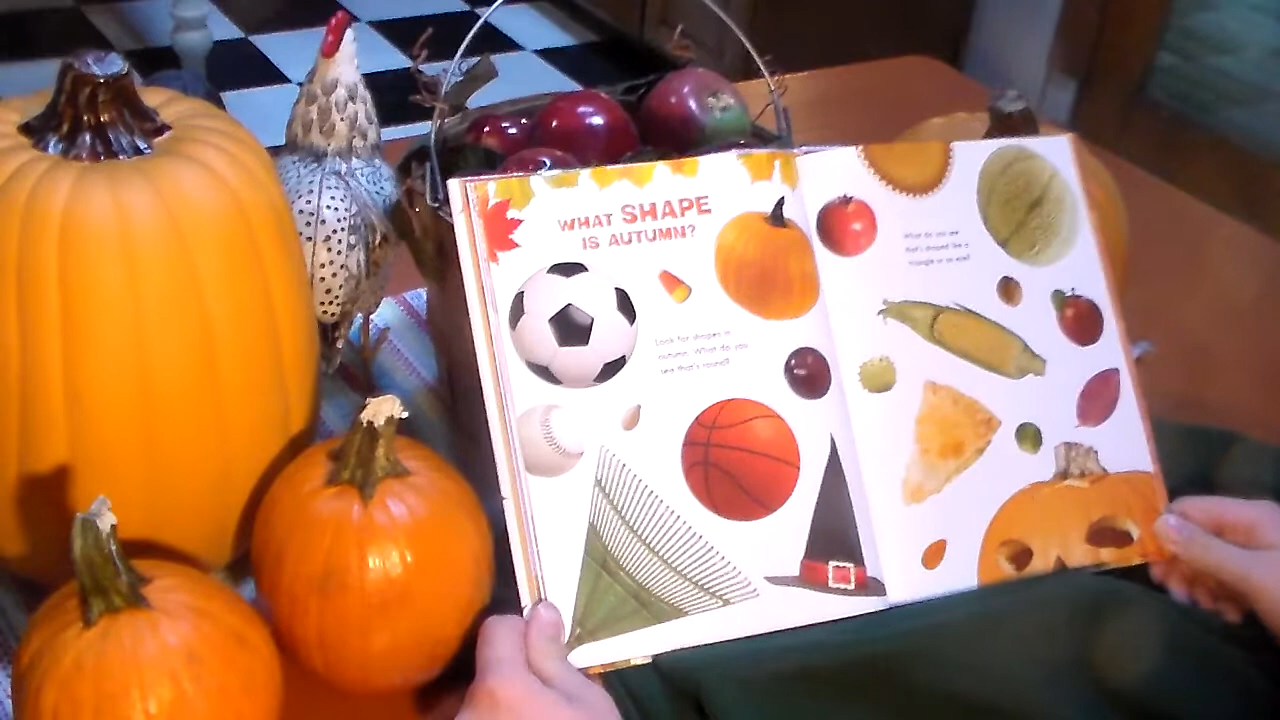 WHAT SHAPE
IS AUTUMN?
Look for shapes in
autumn. What do you
see that's round?
What do you see
that's shaped like a
triangle or an oval?